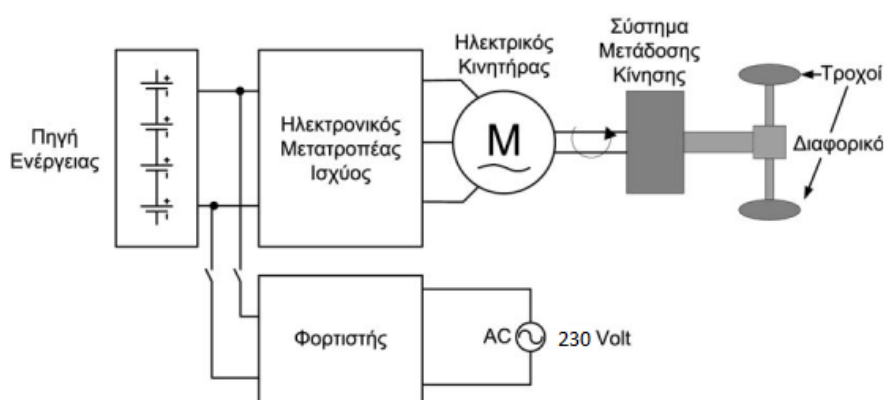 Πηγή
Ενέργειας
Ηλεκτρονικός
Μετατροπέας
Ισχύος
Ηλεκτρικός
Κινητήρας
M
Σύστημα
Μετάδοσης
Κίνησης
Τροχοί
Διαφορικό
Φορτιστής
AC 230 Volt